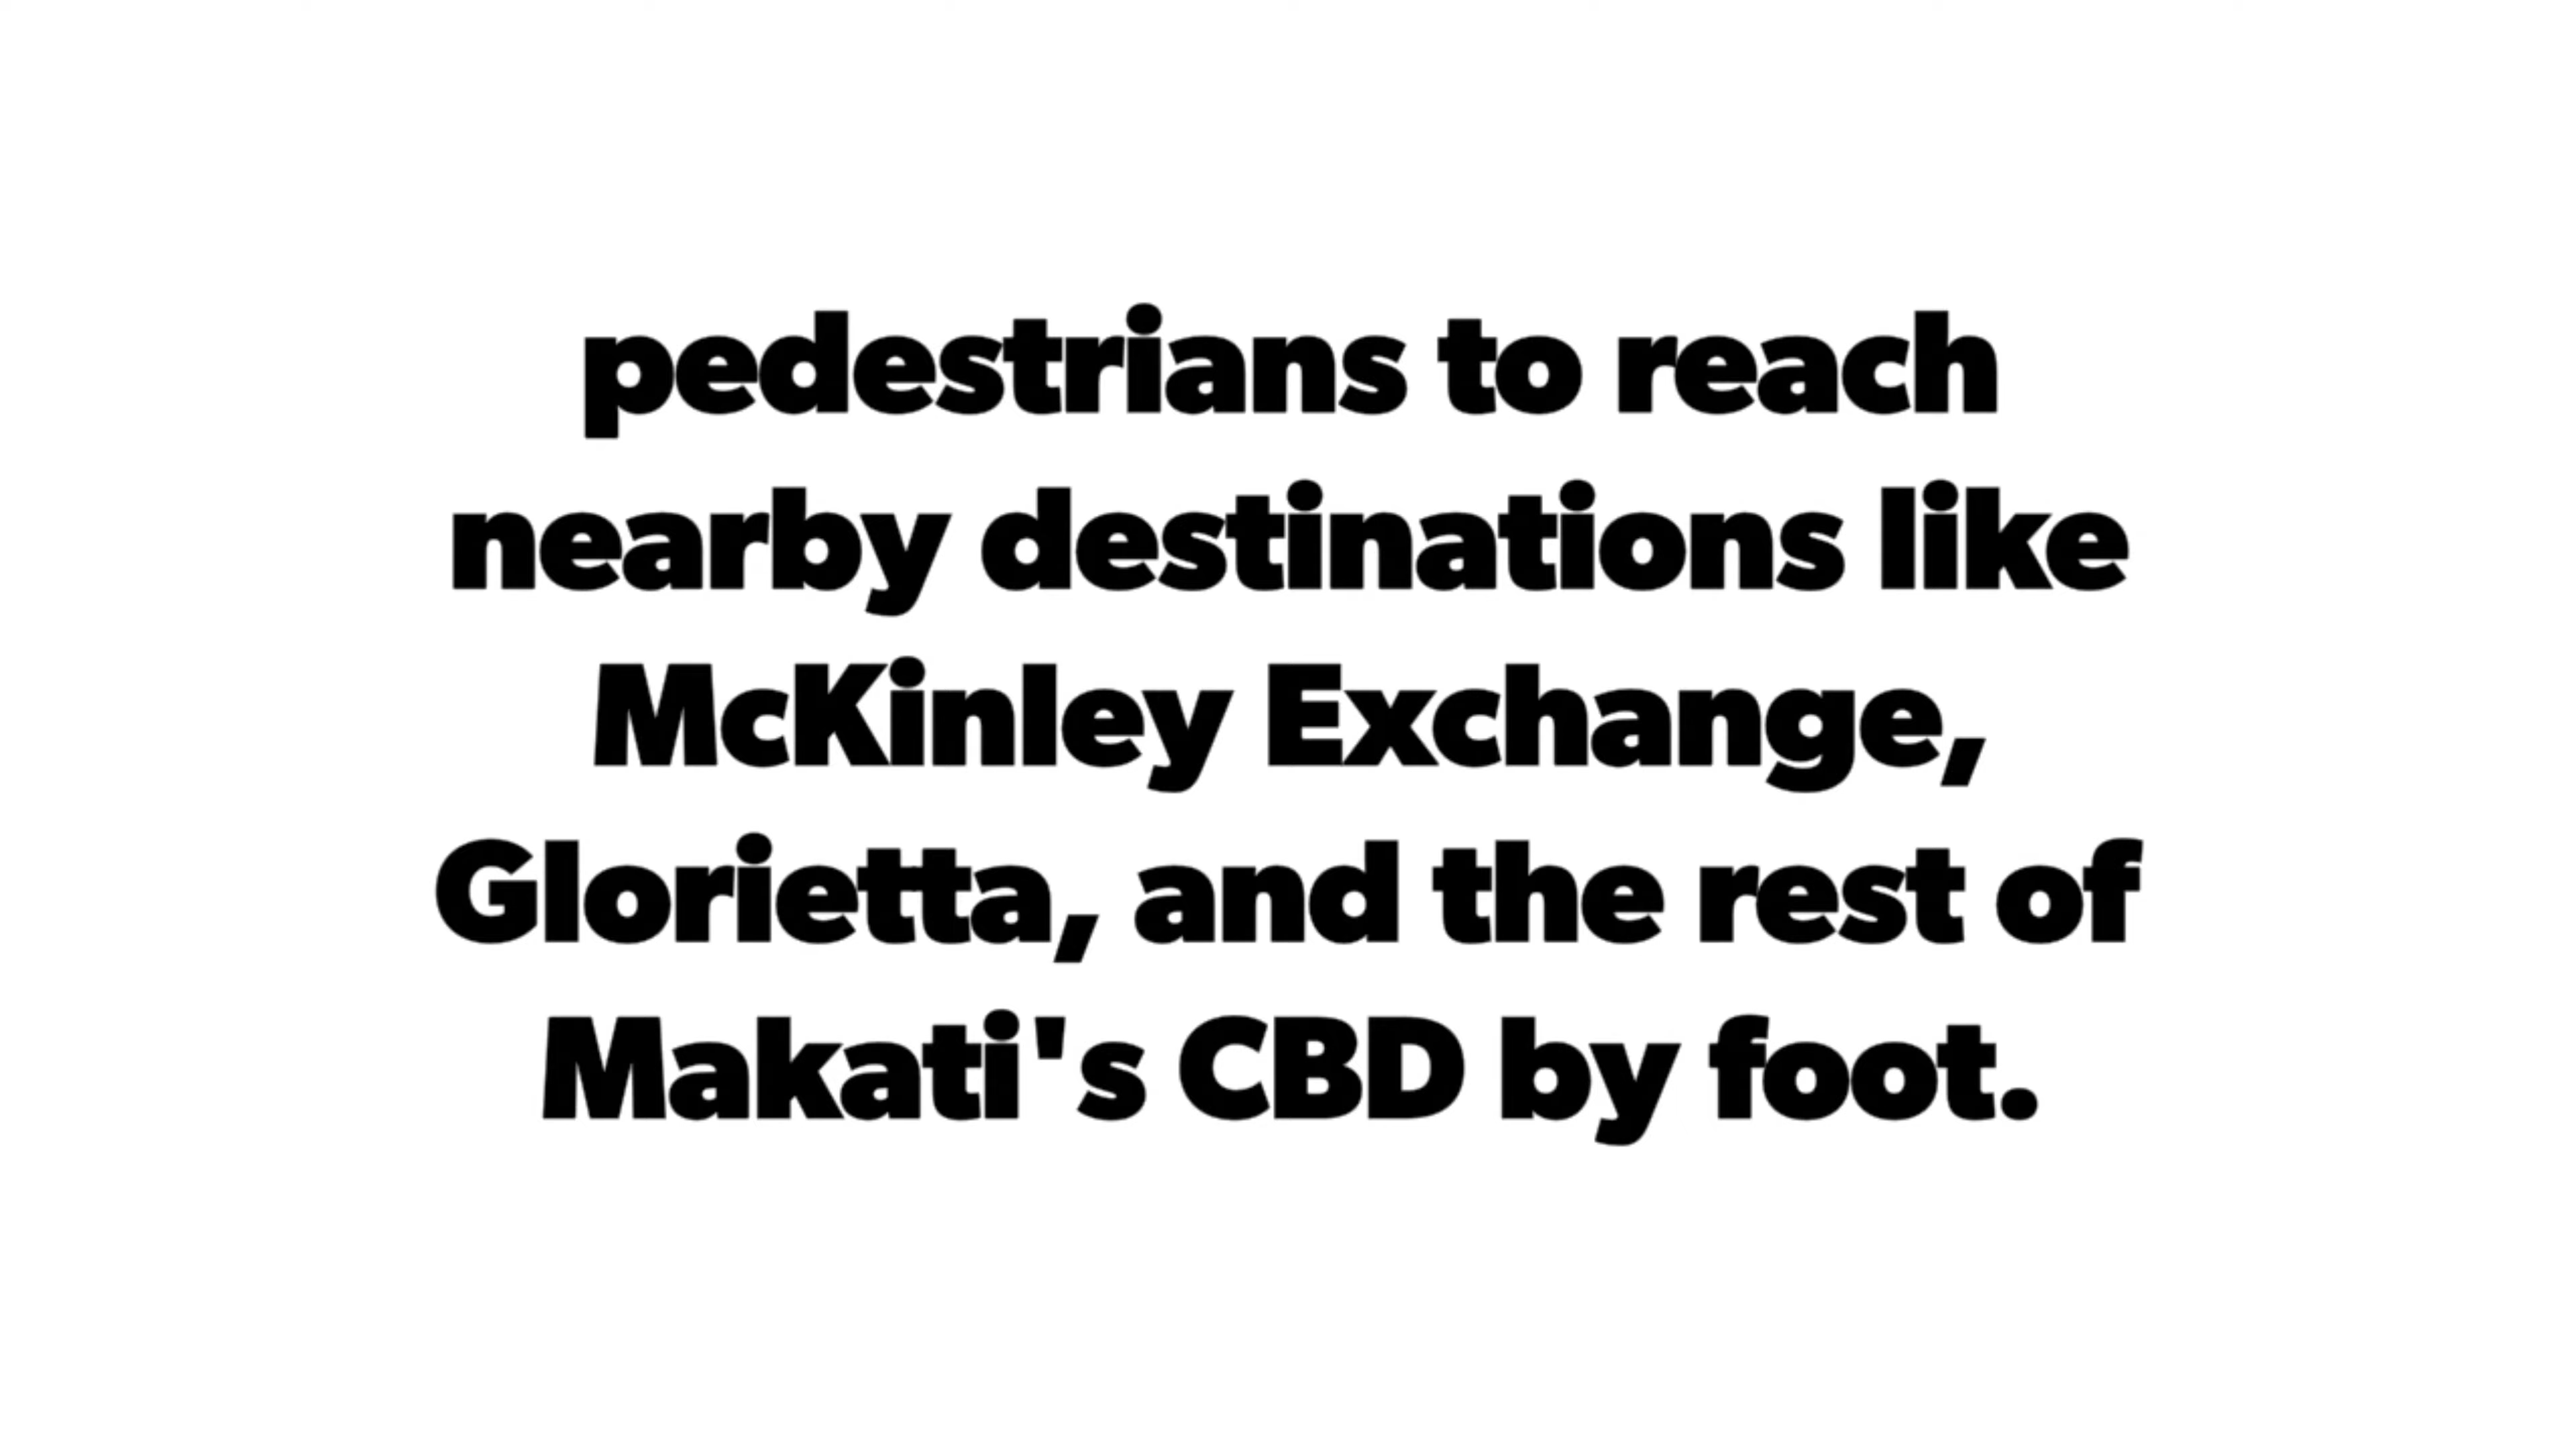 pedestrians to reach
nearby destinations like
McKinley Exchange,
Glorietta, and the rest of
Makati's CBD by foot.